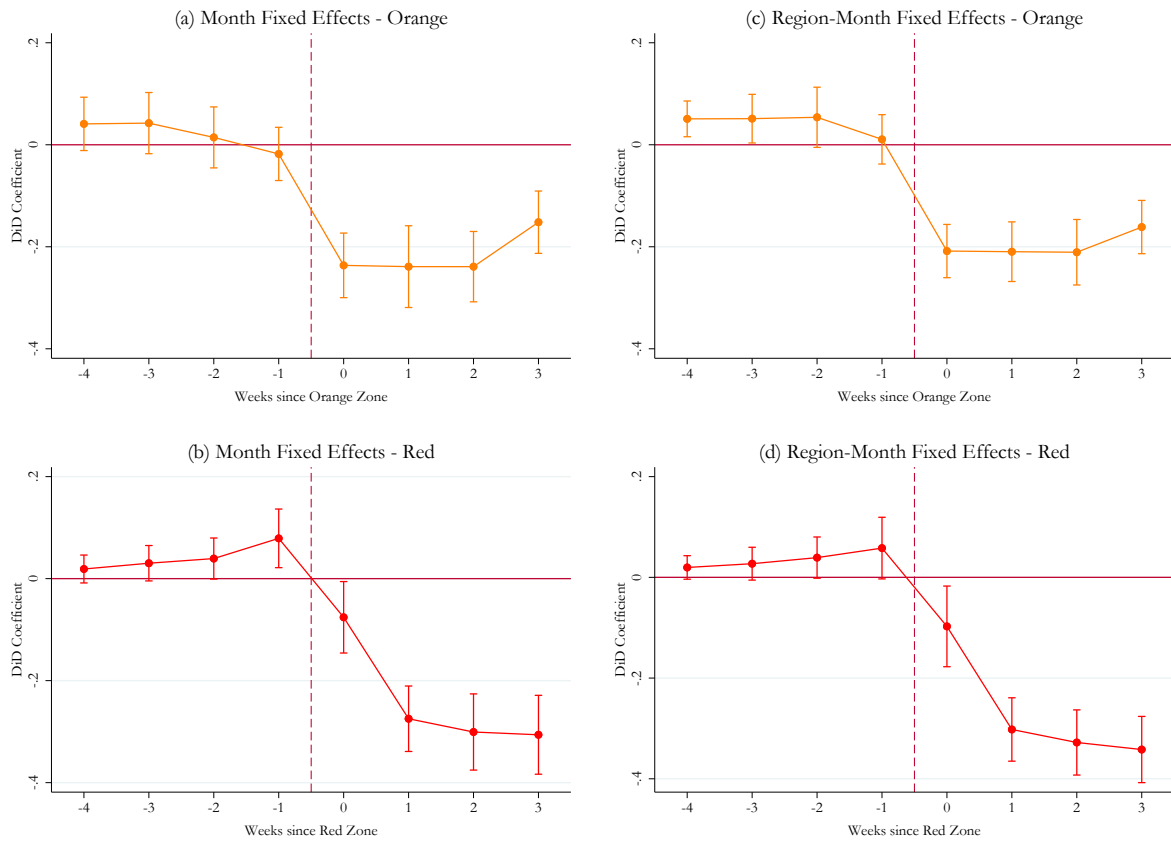 (a) Month Fixed Effects - Orange
.2
0
-.2
-.4
DiD Coefficient
-4 -3 -2 -1 0 1 2 3
Weeks since Orange Zone
(c) Region-Month Fixed Effects - Orange
.2
0
-.2
-.4
DiD Coefficient
-4 -3 -2 -1 0 1 2 3
Weeks since Orange Zone
(b) Month Fixed Effects - Red
.2
0
-.2
-.4
DiD Coefficient
-4 -3 -2 -1 0 1 2 3
Weeks since Red Zone
(d) Region-Month Fixed Effects - Red
.2
0
-.2
-.4
DiD Coefficient
-4 -3 -2 -1 0 1 2 3
Weeks since Red Zone